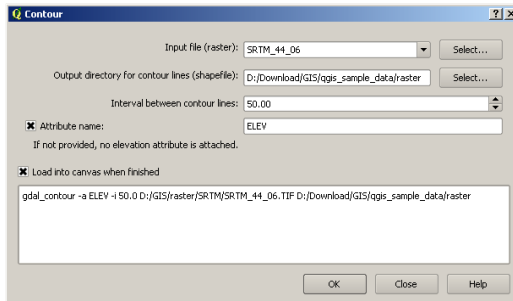 Contour
Input file (raster): SRTM_44_06 Select...
Output directory for contour lines (shapefile): D:/Download/GIS/qgis_sample_data/raster Select...
Interval between contour lines: 50.00
Attribute name: ELEV
If not provided, no elevation attribute is attached.
Load into canvas when finished
gdal_contour -a ELEV -i 50.0 D:/GIS/raster/SRTM/SRTM_44_06.TIF D:/Download/GIS/qgis_sample_data/raster
OK Close Help